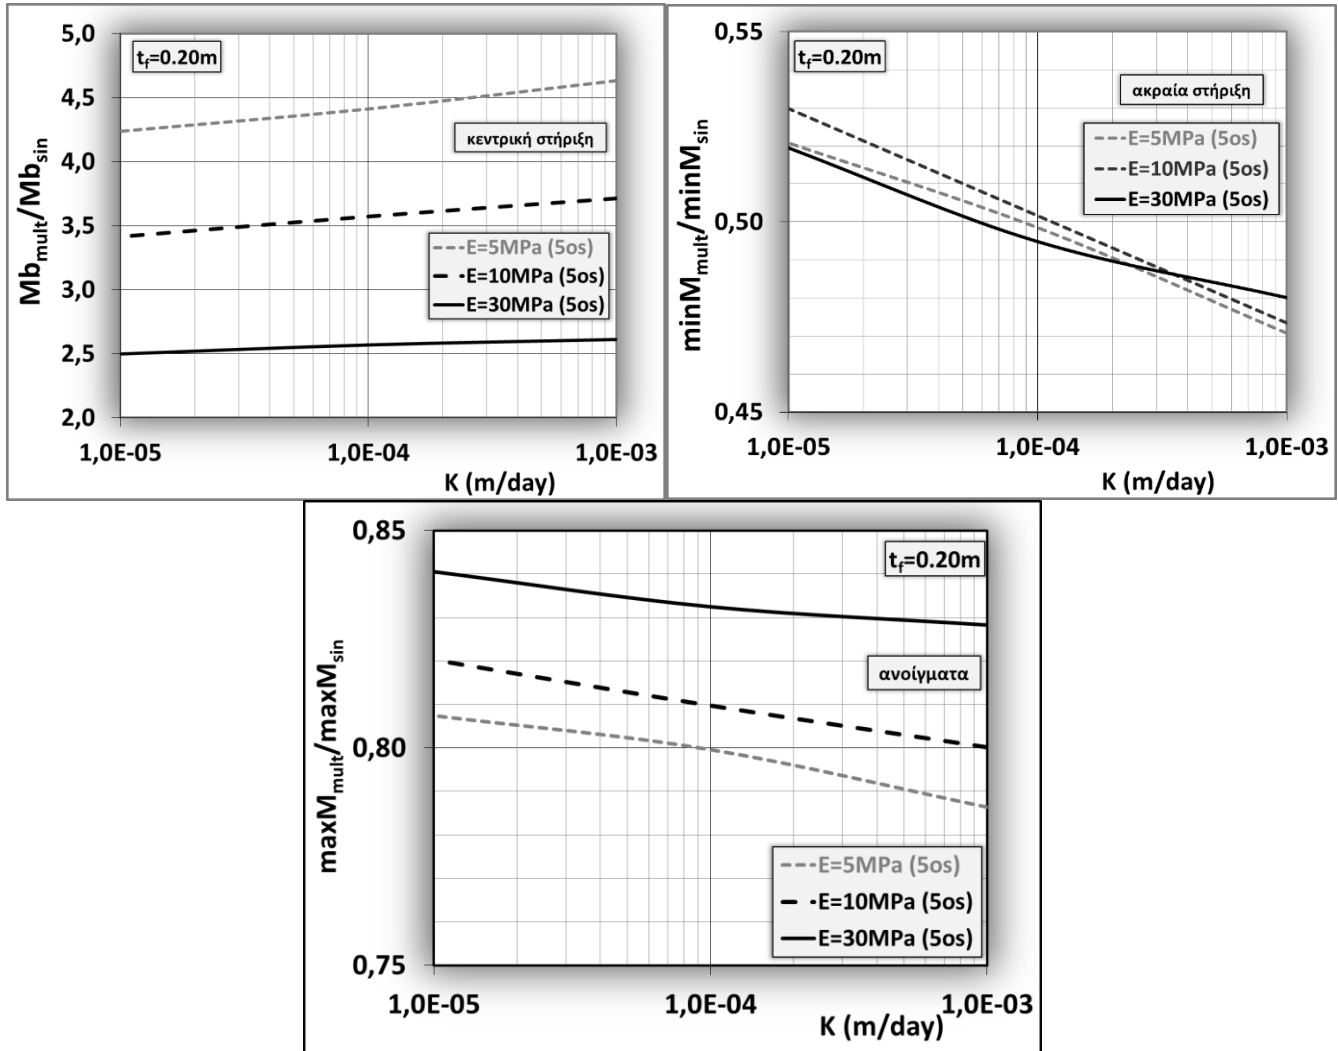 Mb_mult/Mb_sin
5,0
4,5
4,0
3,5
3,0
2,5
2,0
t_f=0.20m
κεντρική στήριξη
E=5MPa (5os)
E=10MPa (5os)
E=30MPa (5os)
1,0E-05
1,0E-04
1,0E-03
K (m/day)
minM_mult/minM_sin
0,55
0,50
0,45
t_f=0.20m
ακραία στήριξη
E=5MPa (5os)
E=10MPa (5os)
E=30MPa (5os)
1,0E-05
1,0E-04
1,0E-03
K (m/day)
maxM_mult/maxM_sin
0,85
0,80
0,75
t_f=0.20m
ανοίγματα
E=5MPa (5os)
E=10MPa (5os)
E=30MPa (5os)
1,0E-05
1,0E-04
1,0E-03
K (m/day)